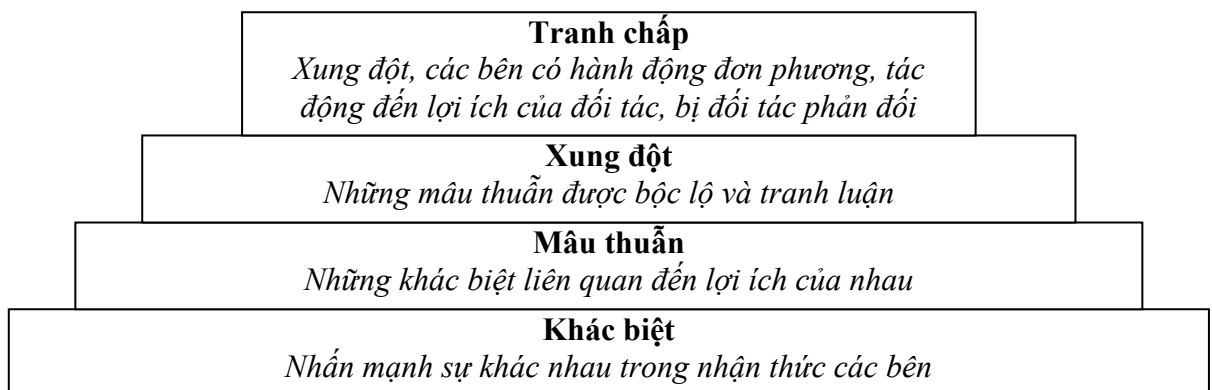 Tranh chấp
Xung đột, các bên có hành động đơn phương, tác
động đến lợi ích của đối tác, bị đối tác phản đối
Xung đột
Những mâu thuẫn được bộc lộ và tranh luận
Mâu thuẫn
Những khác biệt liên quan đến lợi ích của nhau
Khác biệt
Nhấn mạnh sự khác nhau trong nhận thức các bên